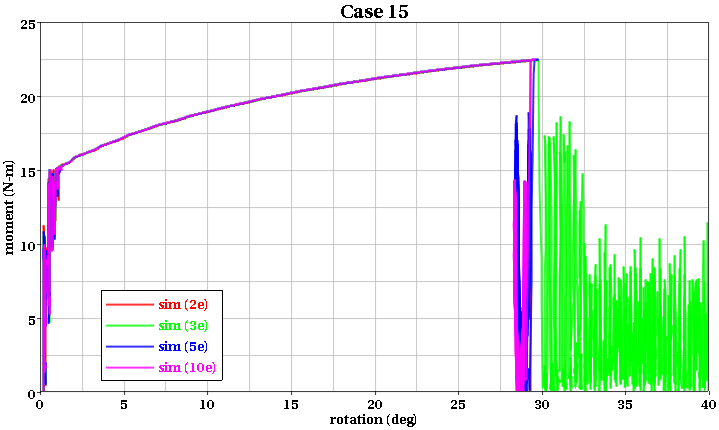 Case 15
25
20
15
10
5
0
moment (N-m)
sim (2e)
sim (3e)
sim (5e)
sim (10e)
0 5 10 15 20 25 30 35 40
rotation (deg)